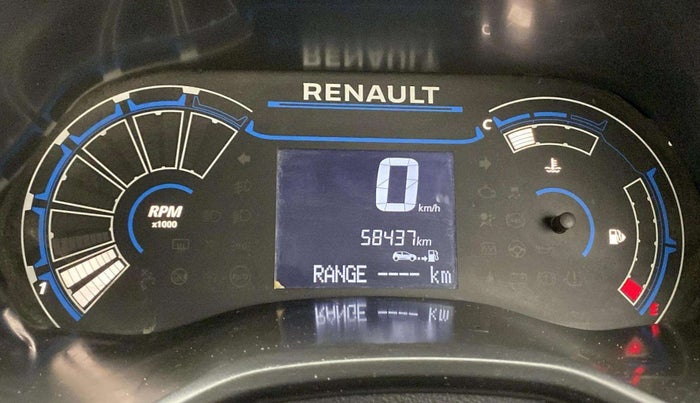 RENAULT
C
0 km/h
RPM
x1000
58437km
RANGE ---- km
1
E